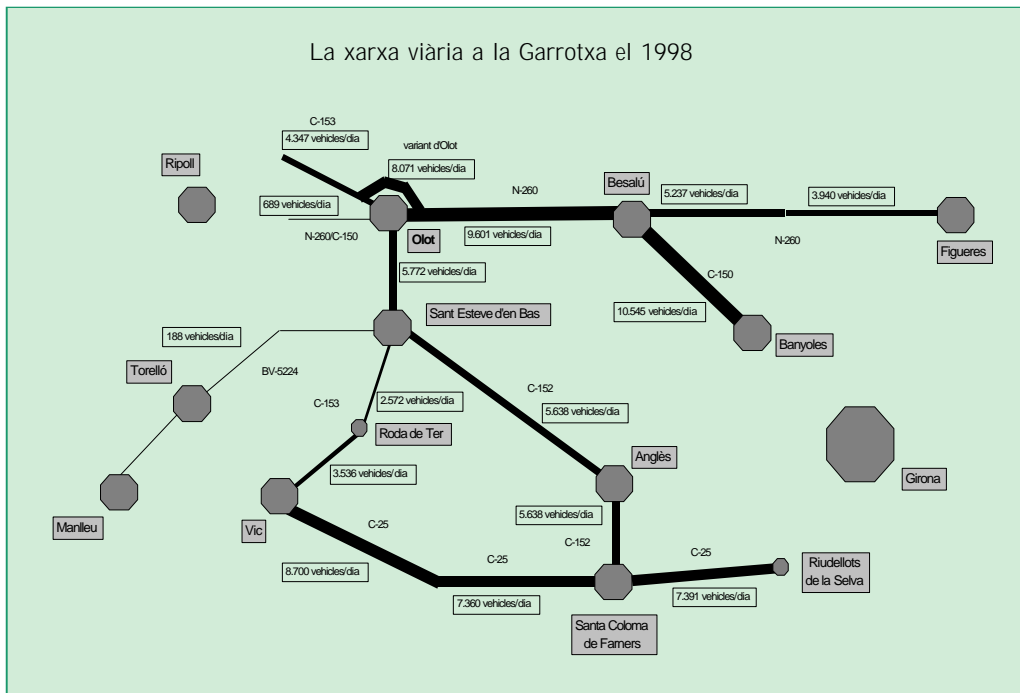 La xarxa viària a la Garrotxa el 1998
C-153
4.347 vehicles/dia
variant d'Olot
8.071 vehicles/dia
Ripoll
Besalú
N-260
5.237 vehicles/dia
3.940 vehicles/dia
689 vehicles/dia
N-260/C-150
Olot
9.601 vehicles/dia
N-260
Figueres
5.772 vehicles/dia
C-150
10.545 vehicles/dia
Sant Esteve d'en Bas
188 vehicles/dia
Banyoles
Torelló
BV-5224
C-152
C-153
2.572 vehicles/dia
5.638 vehicles/dia
Roda de Ter
Anglès
3.536 vehicles/dia
Girona
Manlleu
Vic
5.638 vehicles/dia
C-25
C-152
C-25
C-25
Riudellots
de la Selva
8.700 vehicles/dia
7.360 vehicles/dia
7.391 vehicles/dia
Santa Coloma
de Farners